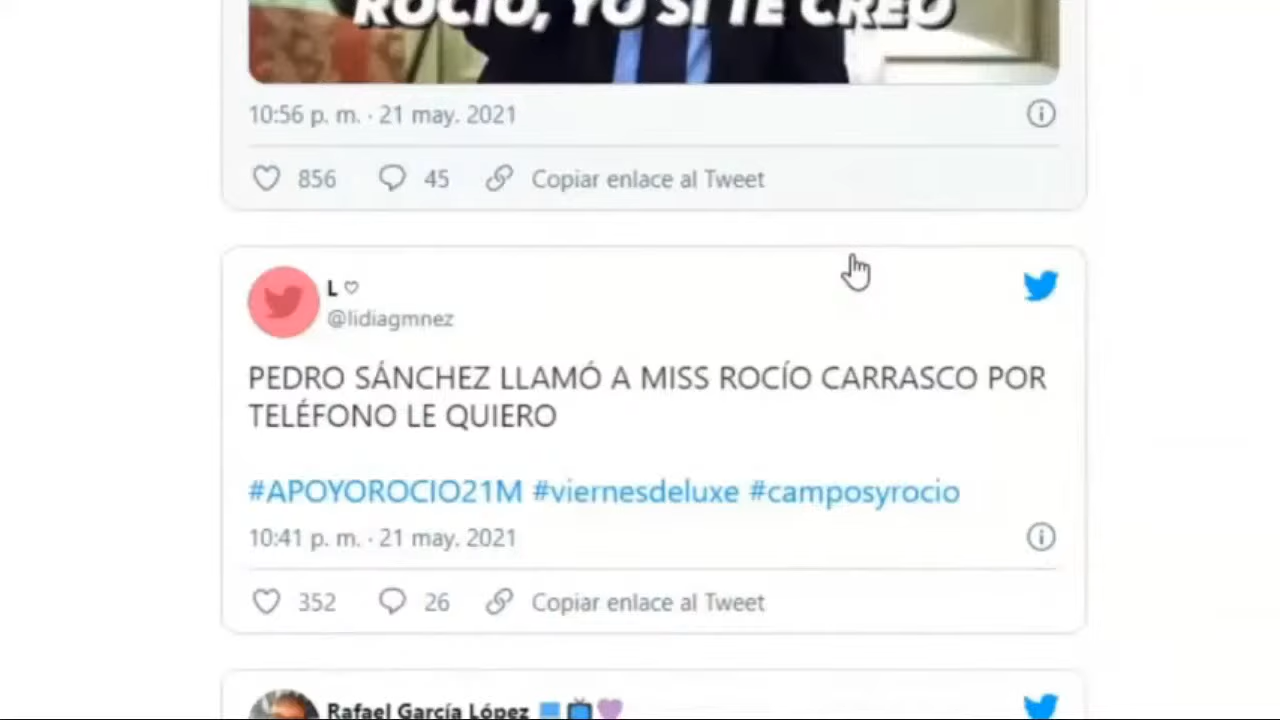 ROCÍO, YO SÍ TE CREO
10:56 p. m. · 21 may. 2021
856 45 Copiar enlace al Tweet
L ♡
@lidiagmnez
PEDRO SÁNCHEZ LLAMÓ A MISS ROCÍO CARRASCO POR
TELÉFONO LE QUIERO
#APOYOROCIO21M #viernesdeluxe #camposyrocio
10:41 p. m. · 21 may. 2021
352 26 Copiar enlace al Tweet
Rafael García López